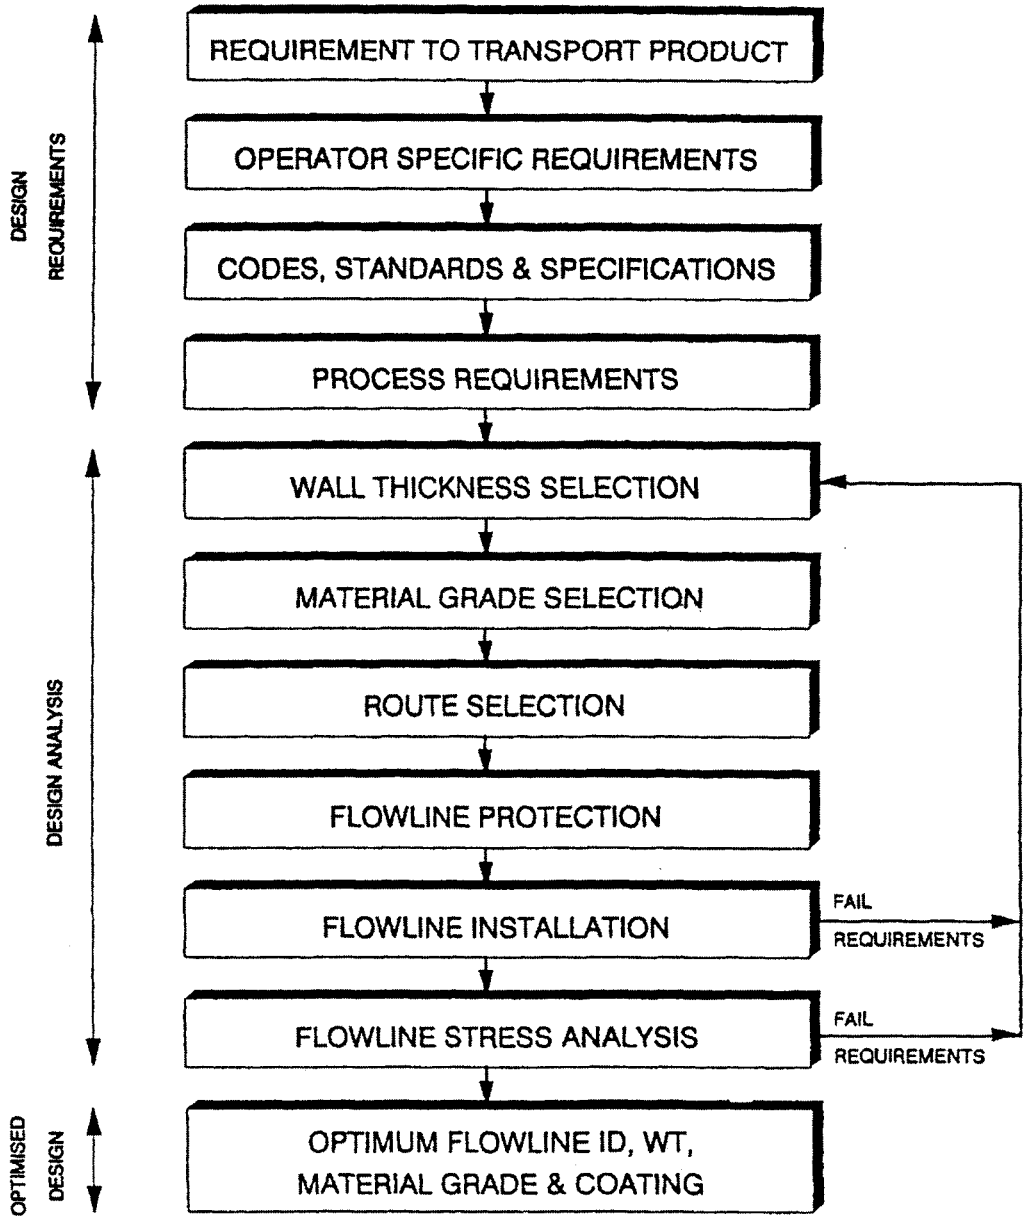 REQUIREMENT TO TRANSPORT PRODUCT
OPERATOR SPECIFIC REQUIREMENTS
CODES, STANDARDS & SPECIFICATIONS
PROCESS REQUIREMENTS
DESIGN
REQUIREMENTS
WALL THICKNESS SELECTION
MATERIAL GRADE SELECTION
ROUTE SELECTION
FLOWLINE PROTECTION
FLOWLINE INSTALLATION
FAIL
REQUIREMENTS
FLOWLINE STRESS ANALYSIS
FAIL
REQUIREMENTS
DESIGN ANALYSIS
OPTIMUM FLOWLINE ID, WT,
MATERIAL GRADE & COATING
OPTIMISED
DESIGN